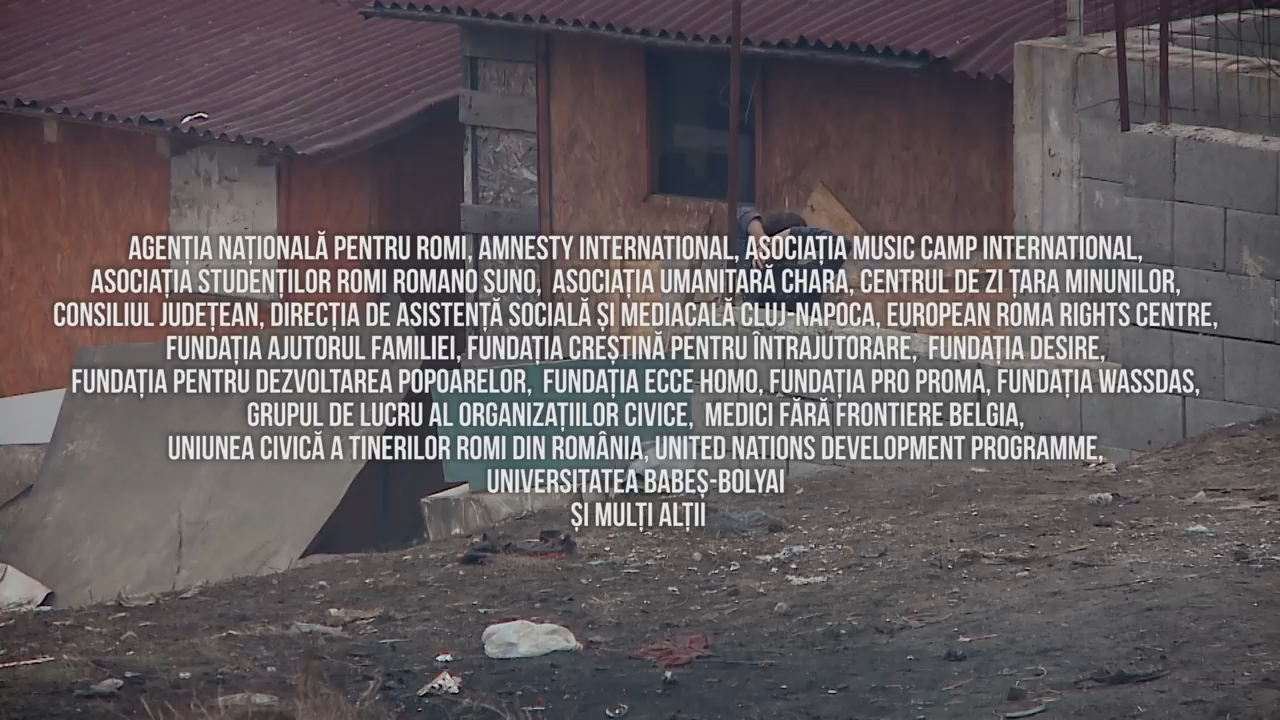 AGENȚIA NAȚIONALĂ PENTRU ROMI, AMNESTY INTERNATIONAL, ASOCIAȚIA MUSIC CAMP INTERNATIONAL,
ASOCIAȚIA STUDENȚILOR ROMI ROMANO SUNO, ASOCIAȚIA UMANITARĂ CHARA, CENTRUL DE ZI ȚARA MINUNILOR,
CONSILIUL JUDEȚEAN, DIRECȚIA DE ASISTENȚĂ SOCIALĂ ȘI MEDIACALĂ CLUJ-NAPOCA, EUROPEAN ROMA RIGHTS CENTRE,
FUNDAȚIA AJUTORUL FAMILIEI, FUNDAȚIA CREȘTINĂ PENTRU ÎNTRAJUTORARE, FUNDAȚIA DESIRE,
FUNDAȚIA PENTRU DEZVOLTAREA POPOARELOR, FUNDAȚIA ECCE HOMO, FUNDAȚIA PRO PROMA, FUNDAȚIA WASSDAS,
GRUPUL DE LUCRU AL ORGANIZAȚIILOR CIVICE, MEDICI FĂRĂ FRONTIERE BELGIA,
UNIUNEA CIVICĂ A TINERILOR ROMI DIN ROMÂNIA, UNITED NATIONS DEVELOPMENT PROGRAMME,
UNIVERSITATEA BABEȘ-BOLYAI
ȘI MULȚI ALȚII